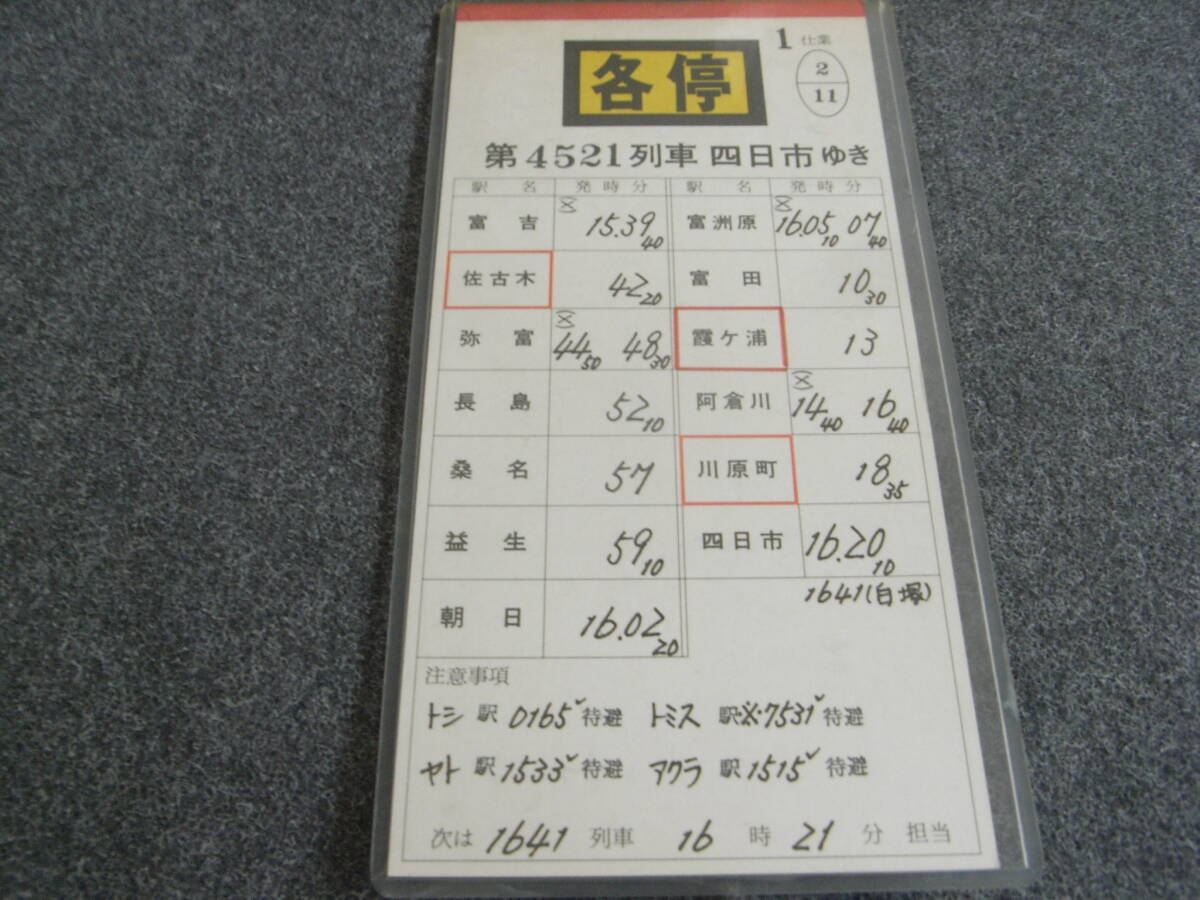 1 仕業
2
11
各停
第4521列車 四日市ゆき
駅名 発時分 駅名 発時分
富吉 15.39 40 富洲原 16.05 10 07 40
佐古木 42 20 富田 10 30
弥富 44 50 48 30 霞ケ浦 13
長島 52 10 阿倉川 14 40 16 40
桑名 57 川原町 18 35
益生 59 10 四日市 16.20 10
朝日 16.02 20 1641(白塚)
注意事項
トシ 駅 0165 待避 トミス 駅 ※7531 待避
ヤト 駅 1533 待避 アクラ 駅 1515 待避
次は 1641 列車 16 時 21 分 担当